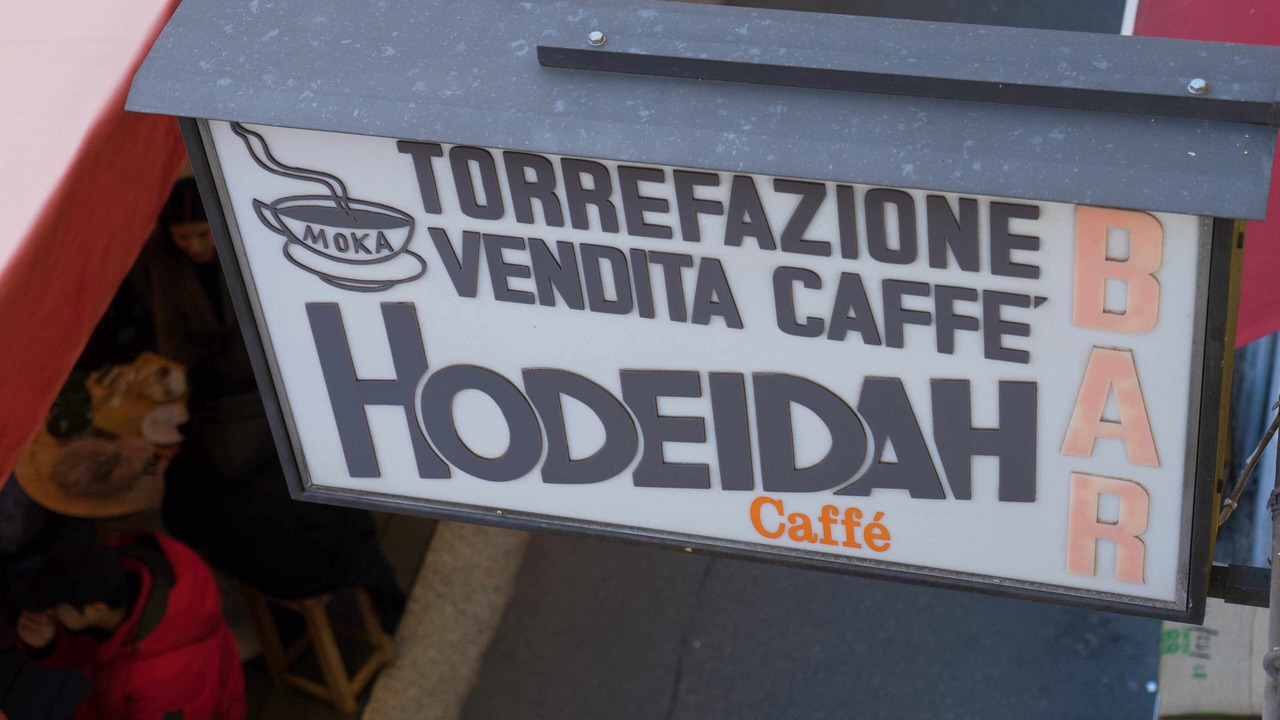 MOKA
TORREFAZIONE
VENDITA CAFFE´
HODEIDAH
Caffé
BAR